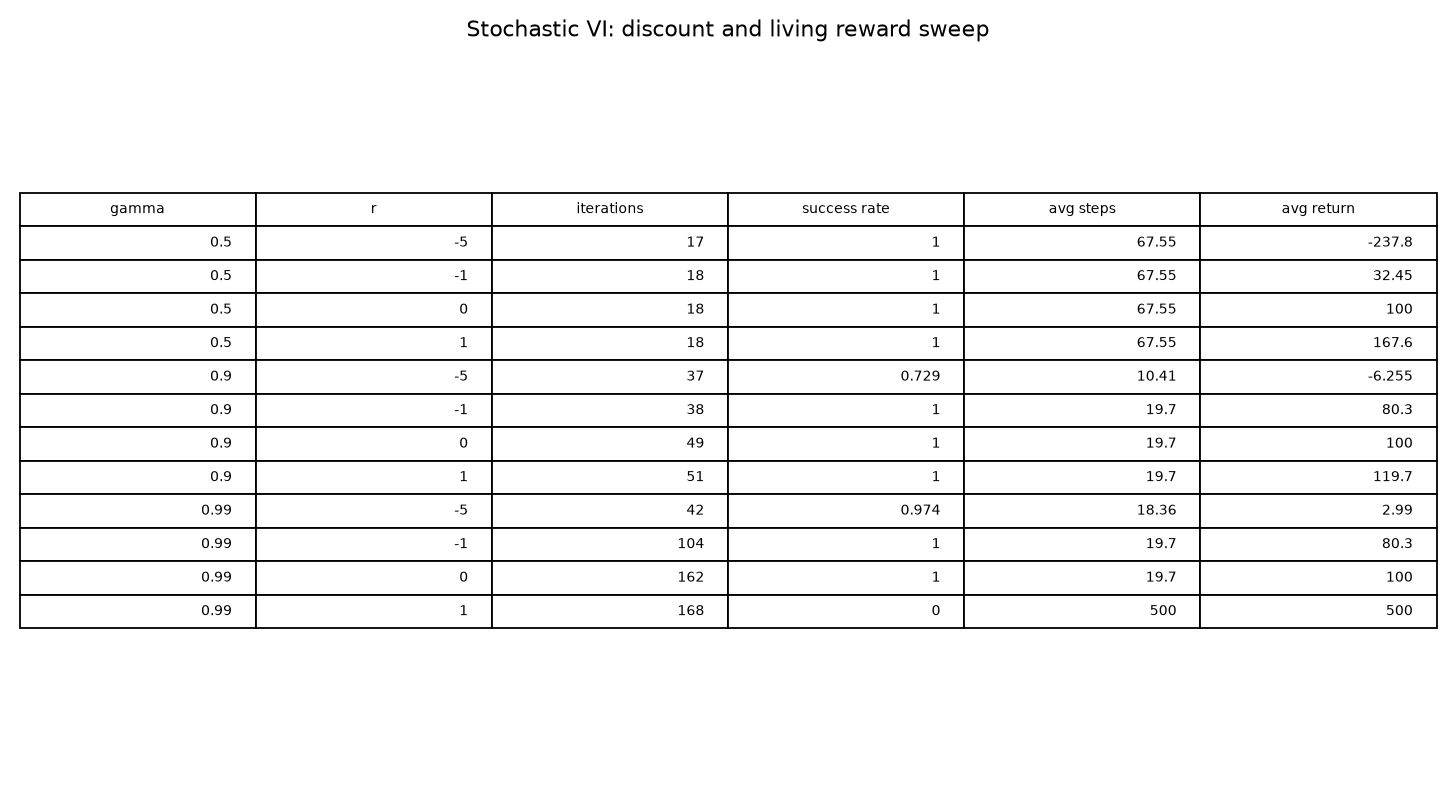 Stochastic VI: discount and living reward sweep
gamma r iterations success rate avg steps avg return
0.5 -5 17 1 67.55 -237.8
0.5 -1 18 1 67.55 32.45
0.5 0 18 1 67.55 100
0.5 1 18 1 67.55 167.6
0.9 -5 37 0.729 10.41 -6.255
0.9 -1 38 1 19.7 80.3
0.9 0 49 1 19.7 100
0.9 1 51 1 19.7 119.7
0.99 -5 42 0.974 18.36 2.99
0.99 -1 104 1 19.7 80.3
0.99 0 162 1 19.7 100
0.99 1 168 0 500 500